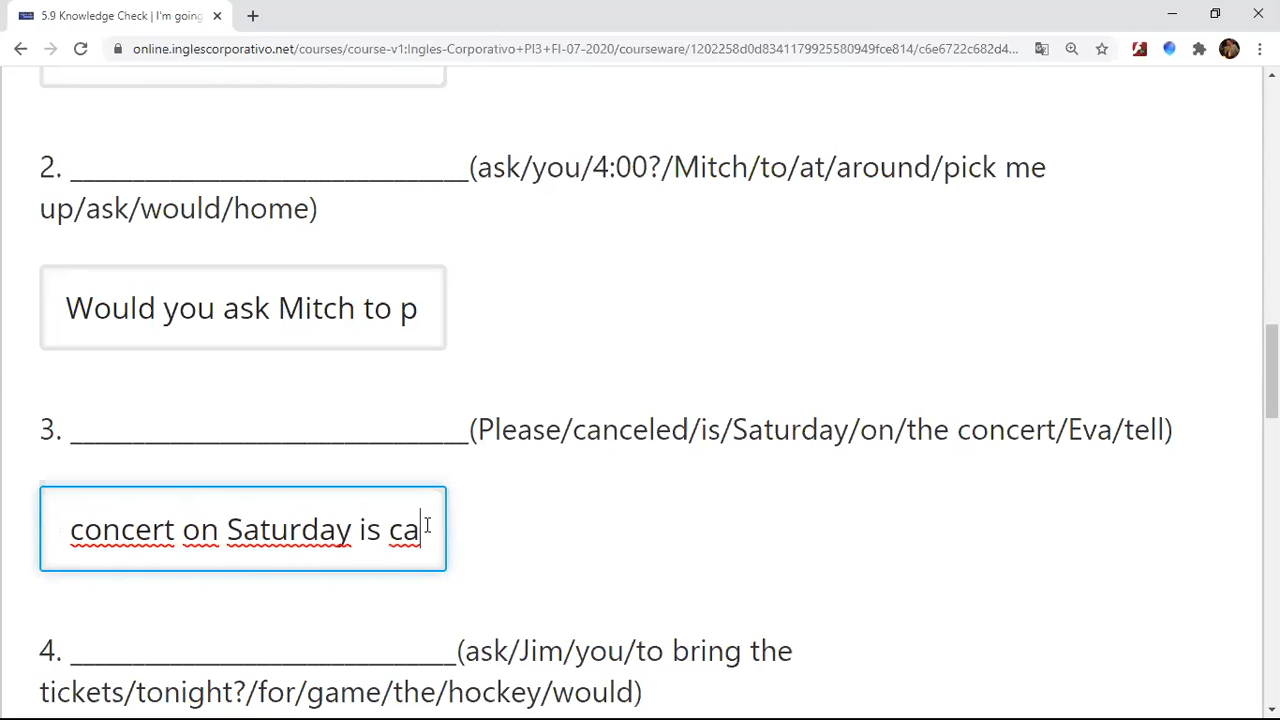 5.9 Knowledge Check | I'm going
online.inglescorporativo.net/courses/course-v1:Ingles-Corporativo+PI3+FI-07-2020/courseware/1202258d0d8341179925580949fce814/c6e6722c682d4...
2. ______________________________(ask/you/4:00?/Mitch/to/at/around/pick me
up/ask/would/home)
Would you ask Mitch to p
3. ______________________________(Please/canceled/is/Saturday/on/the concert/Eva/tell)
concert on Saturday is ca
4. _____________________________(ask/Jim/you/to bring the
tickets/tonight?/for/game/the/hockey/would)